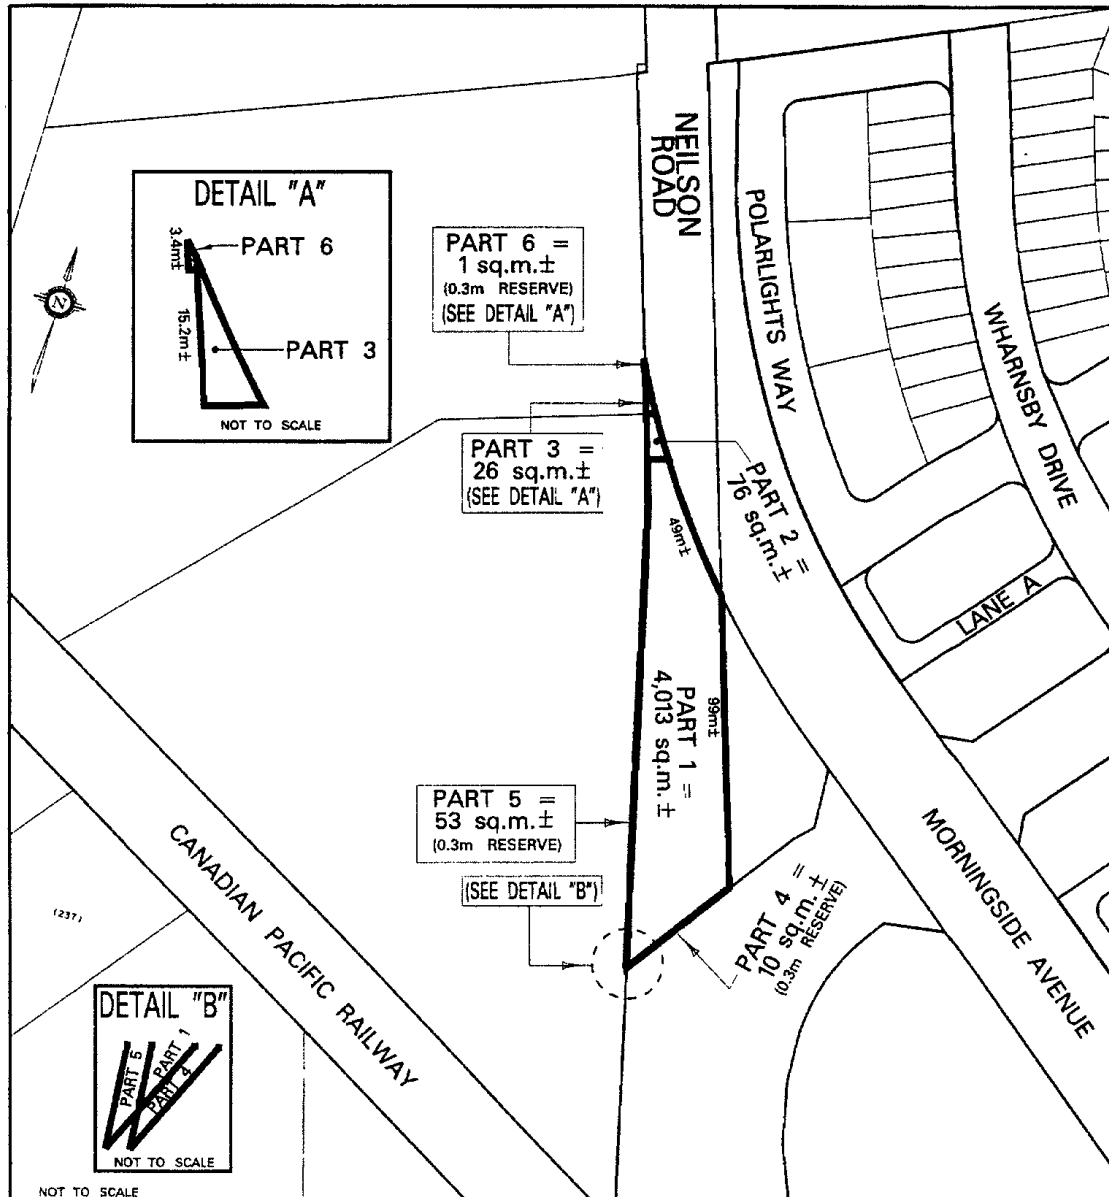 NEILSON
ROAD
DETAIL "A"
3.4m±
PART 6
15.2m±
PART 3
NOT TO SCALE
N
PART 6 =
1 sq.m.±
(0.3m RESERVE)
(SEE DETAIL "A")
POLARLIGHTS WAY
WHARNSBY DRIVE
PART 3 =
26 sq.m.±
(SEE DETAIL "A")
PART 2 =
76 sq.m.±
49m±
LANE A
99m±
PART 1 =
4,013 sq.m.±
PART 5 =
53 sq.m.±
(0.3m RESERVE)
(SEE DETAIL "B")
PART 4 =
10 sq.m.±
(0.3m RESERVE)
MORNINGSIDE AVENUE
CANADIAN PACIFIC RAILWAY
(237)
DETAIL "B"
PART 5
PART 1
PART 4
NOT TO SCALE
NOT TO SCALE